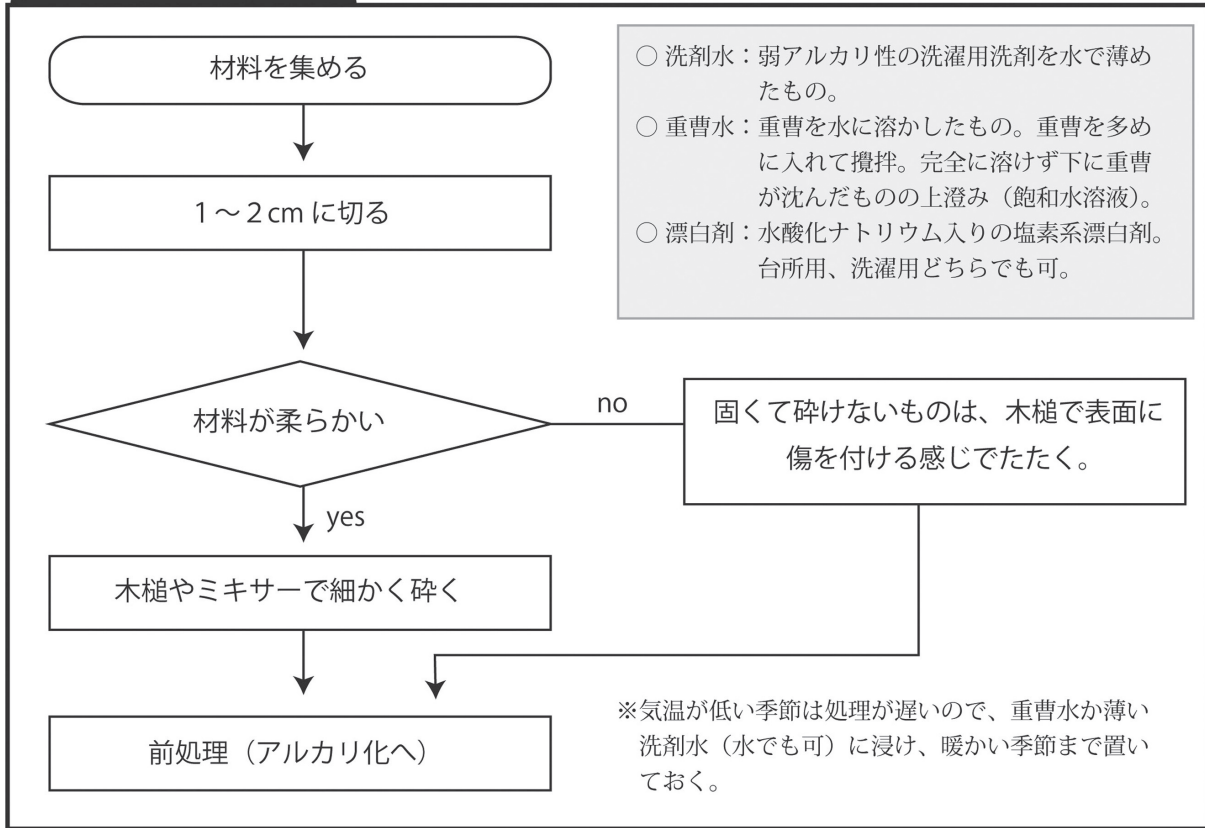 材料を集める
1～2cmに切る
材料が柔らかい
no
固くて砕けないものは、木槌で表面に
傷を付ける感じでたたく。
yes
木槌やミキサーで細かく砕く
前処理（アルカリ化へ）
○ 洗剤水：弱アルカリ性の洗濯用洗剤を水で薄め
たもの。
○ 重曹水：重曹を水に溶かしたもの。重曹を多め
に入れて攪拌。完全に溶けず下に重曹
が沈んだものの上澄み（飽和水溶液）。
○ 漂白剤：水酸化ナトリウム入りの塩素系漂白剤。
台所用、洗濯用どちらでも可。
※気温が低い季節は処理が遅いので、重曹水か薄い
洗剤水（水でも可）に浸け、暖かい季節まで置い
ておく。